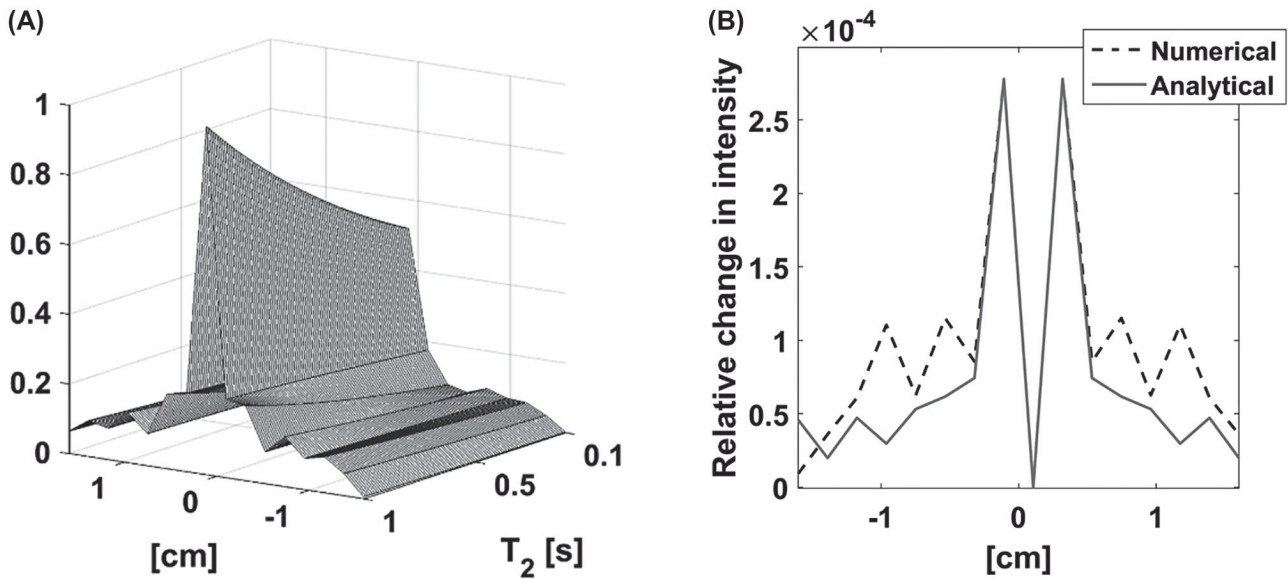 (A)
1
0.8
0.6
0.4
0.2
0
1
0
-1
[cm]
1
0.5
0.1
T2 [s]
(B)
×10-4
Numerical
Analytical
Relative change in intensity
2.5
2
1.5
1
0.5
0
-1
0
1
[cm]